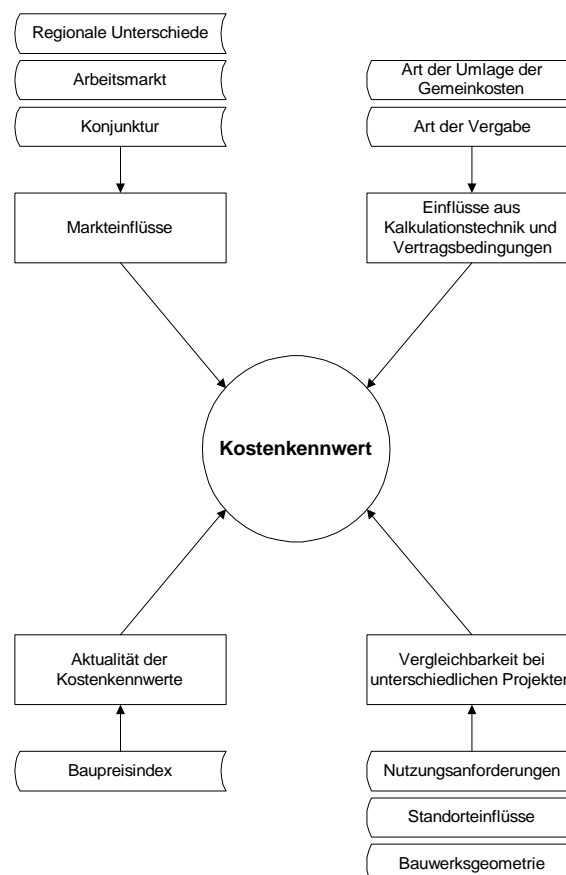 Regionale Unterschiede
Arbeitsmarkt
Konjunktur
Markteinflüsse
Art der Umlage der
Gemeinkosten
Art der Vergabe
Einflüsse aus
Kalkulationstechnik und
Vertragsbedingungen
Kostenkennwert
Aktualität der
Kostenkennwerte
Baupreisindex
Vergleichbarkeit bei
unterschiedlichen Projekten
Nutzungsanforderungen
Standorteinflüsse
Bauwerksgeometrie